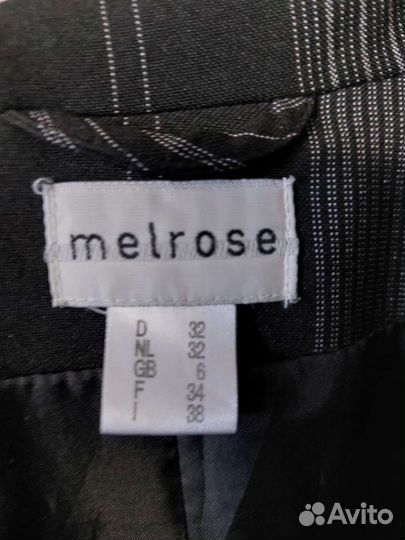 melrose
D 32
NL 32
GB 6
F 34
I 38
Avito